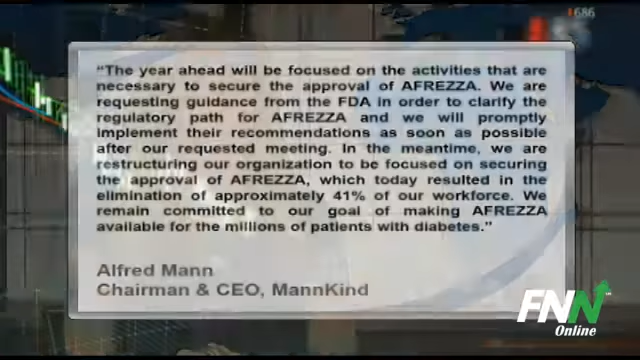 686
“The year ahead will be focused on the activities that are
necessary to secure the approval of AFREZZA. We are
requesting guidance from the FDA in order to clarify the
regulatory path for AFREZZA and we will promptly
implement their recommendations as soon as possible
after our requested meeting. In the meantime, we are
restructuring our organization to be focused on securing
the approval of AFREZZA, which today resulted in the
elimination of approximately 41% of our workforce. We
remain committed to our goal of making AFREZZA
available for the millions of patients with diabetes.”
Alfred Mann
Chairman & CEO, MannKind
FNN
Online